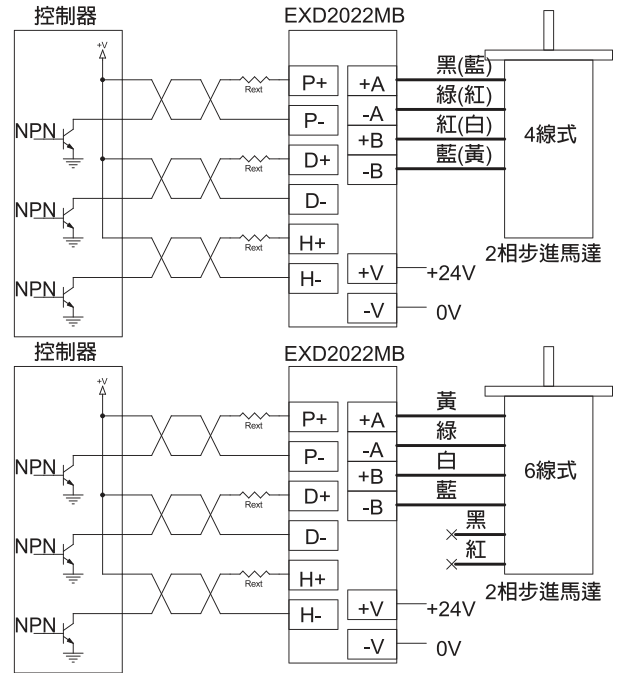 控制器
EXD2022MB
+V
Rext
P+
+A
黑(藍)
P-
-A
綠(紅)
NPN
+B
紅(白)
4線式
Rext
D+
-B
藍(黃)
NPN
D-
Rext
H+
2相步進馬達
NPN
H-
+V
+24V
-V
0V
控制器
EXD2022MB
+V
Rext
P+
+A
黃
P-
-A
綠
NPN
+B
白
6線式
Rext
D+
-B
藍
NPN
D-
黑
紅
Rext
H+
2相步進馬達
NPN
H-
+V
+24V
-V
0V